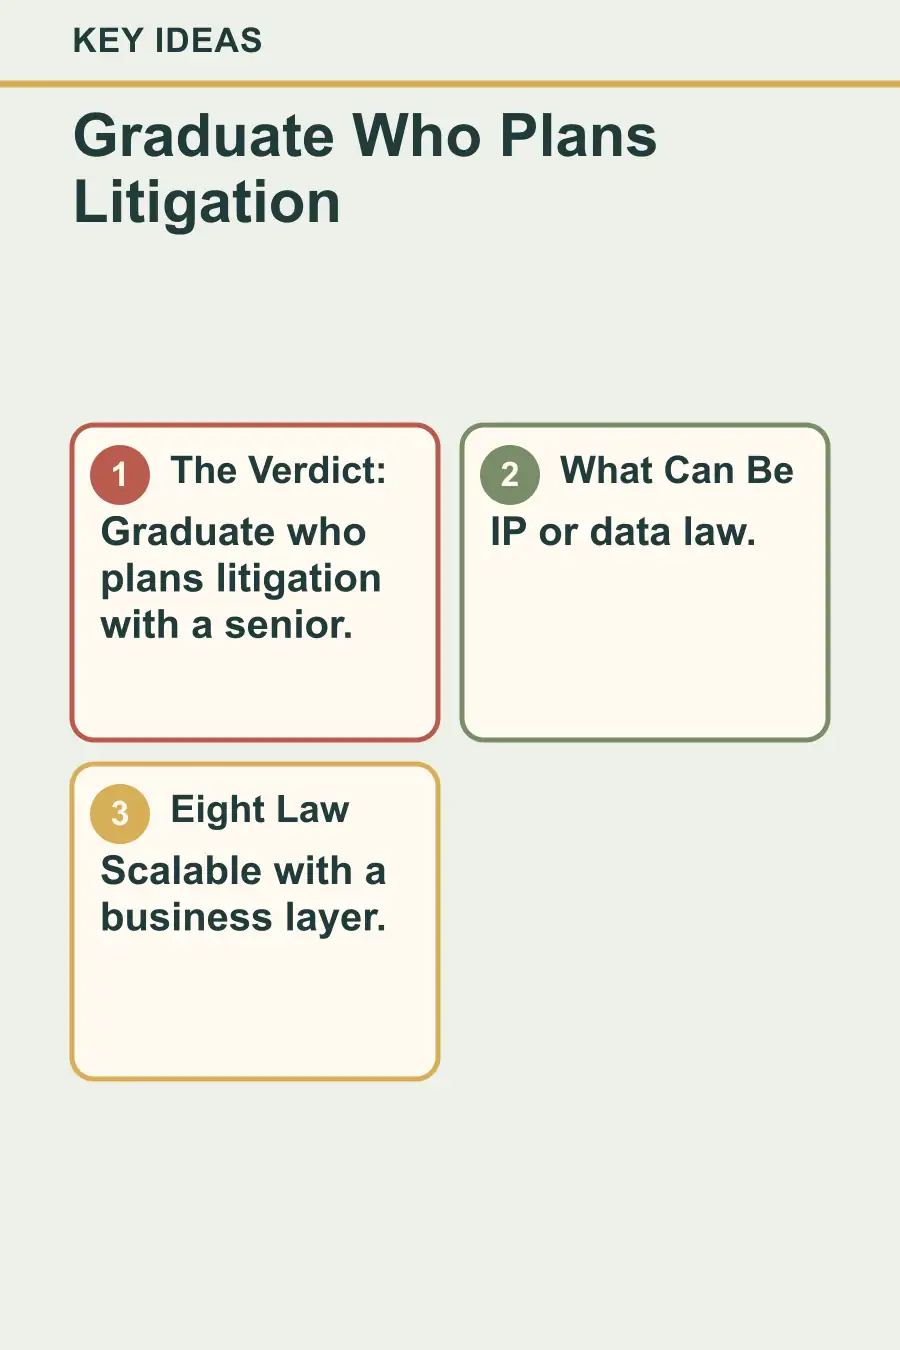 KEY IDEAS
Graduate Who Plans
Litigation
1 The Verdict:
Graduate who
plans litigation
with a senior.
2 What Can Be
IP or data law.
3 Eight Law
Scalable with a
business layer.